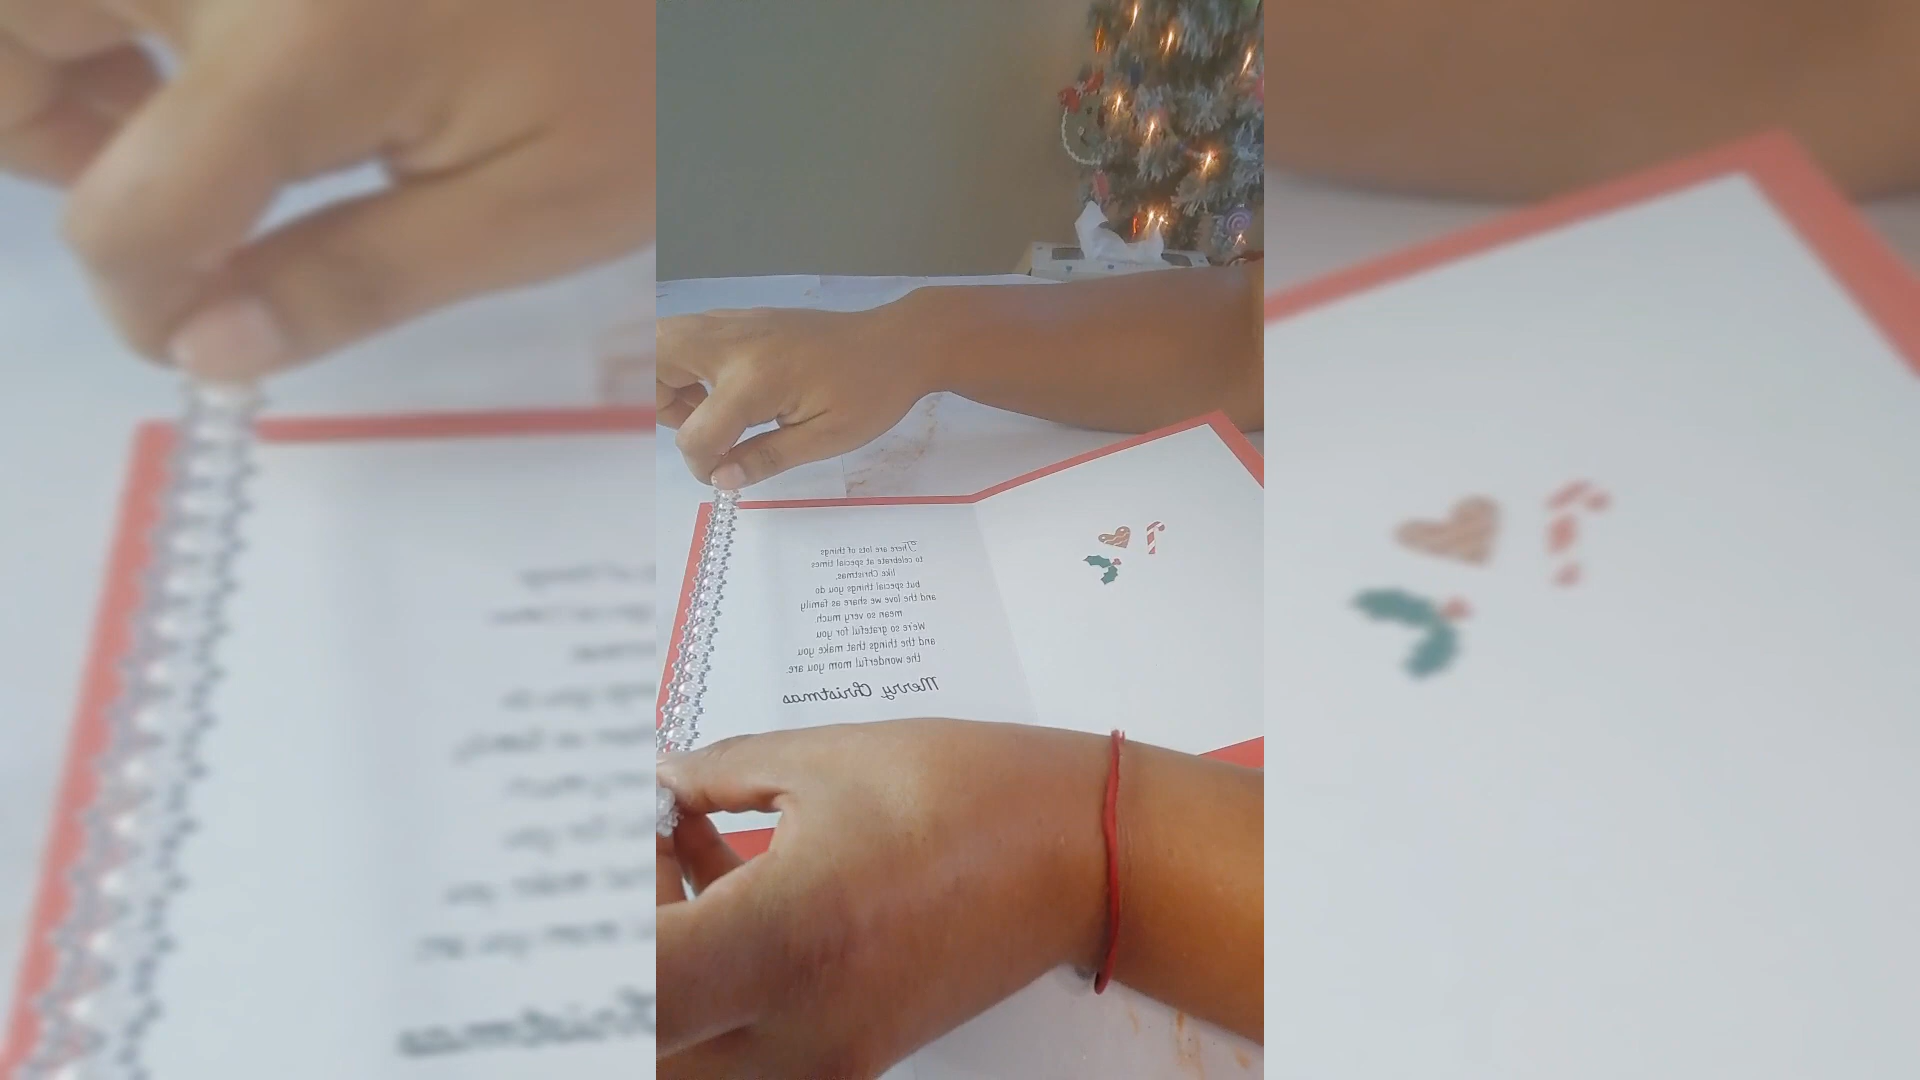 There are lots of things
to celebrate at special times
like Christmas,
but special things you do
and the love we share as family
mean so very much.
We're so grateful for you
and the things that make you
the wonderful mom you are.
Merry Christmas